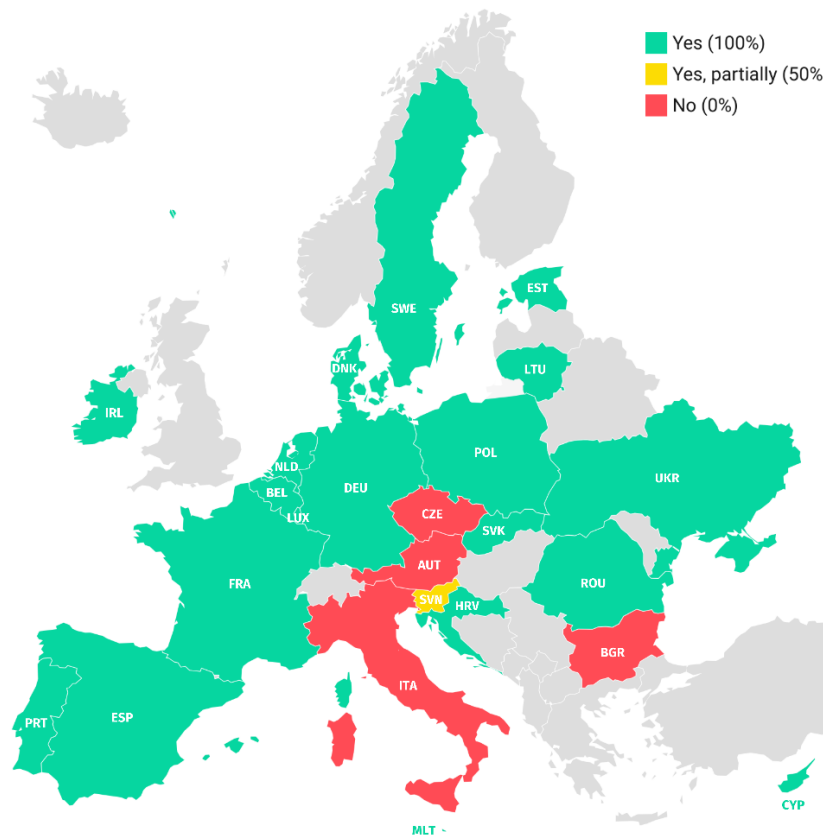 Yes (100%)
Yes, partially (50%
No (0%)
SWE
EST
DNK
LTU
IRL
POL
NLD
DEU
UKR
BEL
LUX
CZE
SVK
AUT
FRA
ROU
SVN
HRV
BGR
ITA
PRT
ESP
CYP
MLT